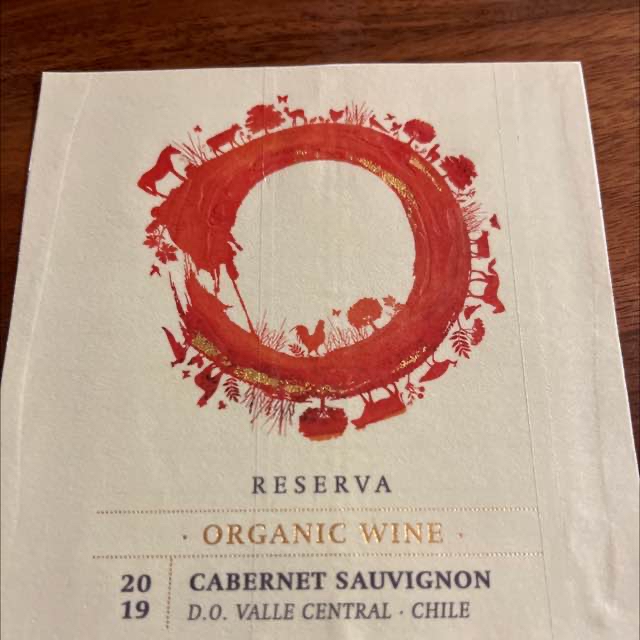 RESERVA
· ORGANIC WINE ·
20 CABERNET SAUVIGNON
19 D.O. VALLE CENTRAL · CHILE